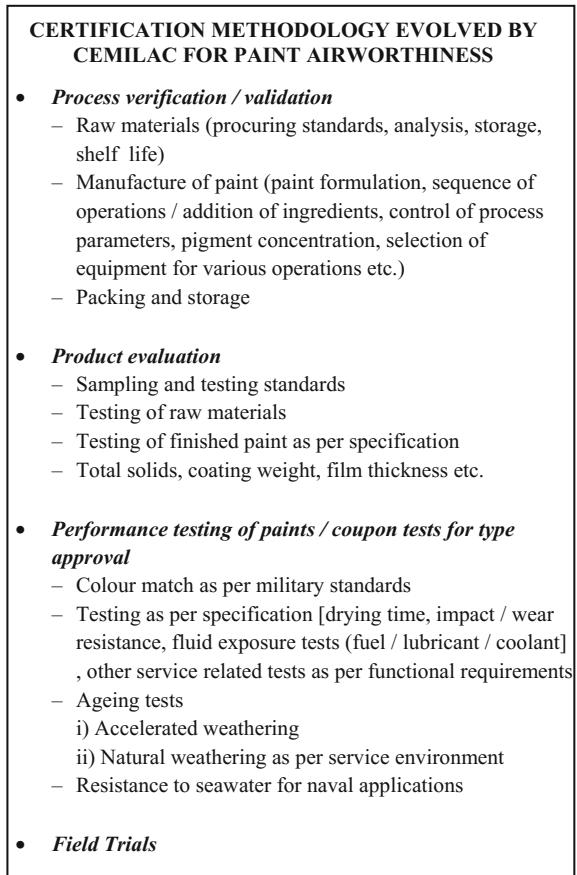 CERTIFICATION METHODOLOGY EVOLVED BY
CEMILAC FOR PAINT AIRWORTHINESS
• Process verification / validation
– Raw materials (procuring standards, analysis, storage,
shelf life)
– Manufacture of paint (paint formulation, sequence of
operations / addition of ingredients, control of process
parameters, pigment concentration, selection of
equipment for various operations etc.)
– Packing and storage
• Product evaluation
– Sampling and testing standards
– Testing of raw materials
– Testing of finished paint as per specification
– Total solids, coating weight, film thickness etc.
• Performance testing of paints / coupon tests for type
approval
– Colour match as per military standards
– Testing as per specification [drying time, impact / wear
resistance, fluid exposure tests (fuel / lubricant / coolant]
, other service related tests as per functional requirements
– Ageing tests
i) Accelerated weathering
ii) Natural weathering as per service environment
– Resistance to seawater for naval applications
• Field Trials